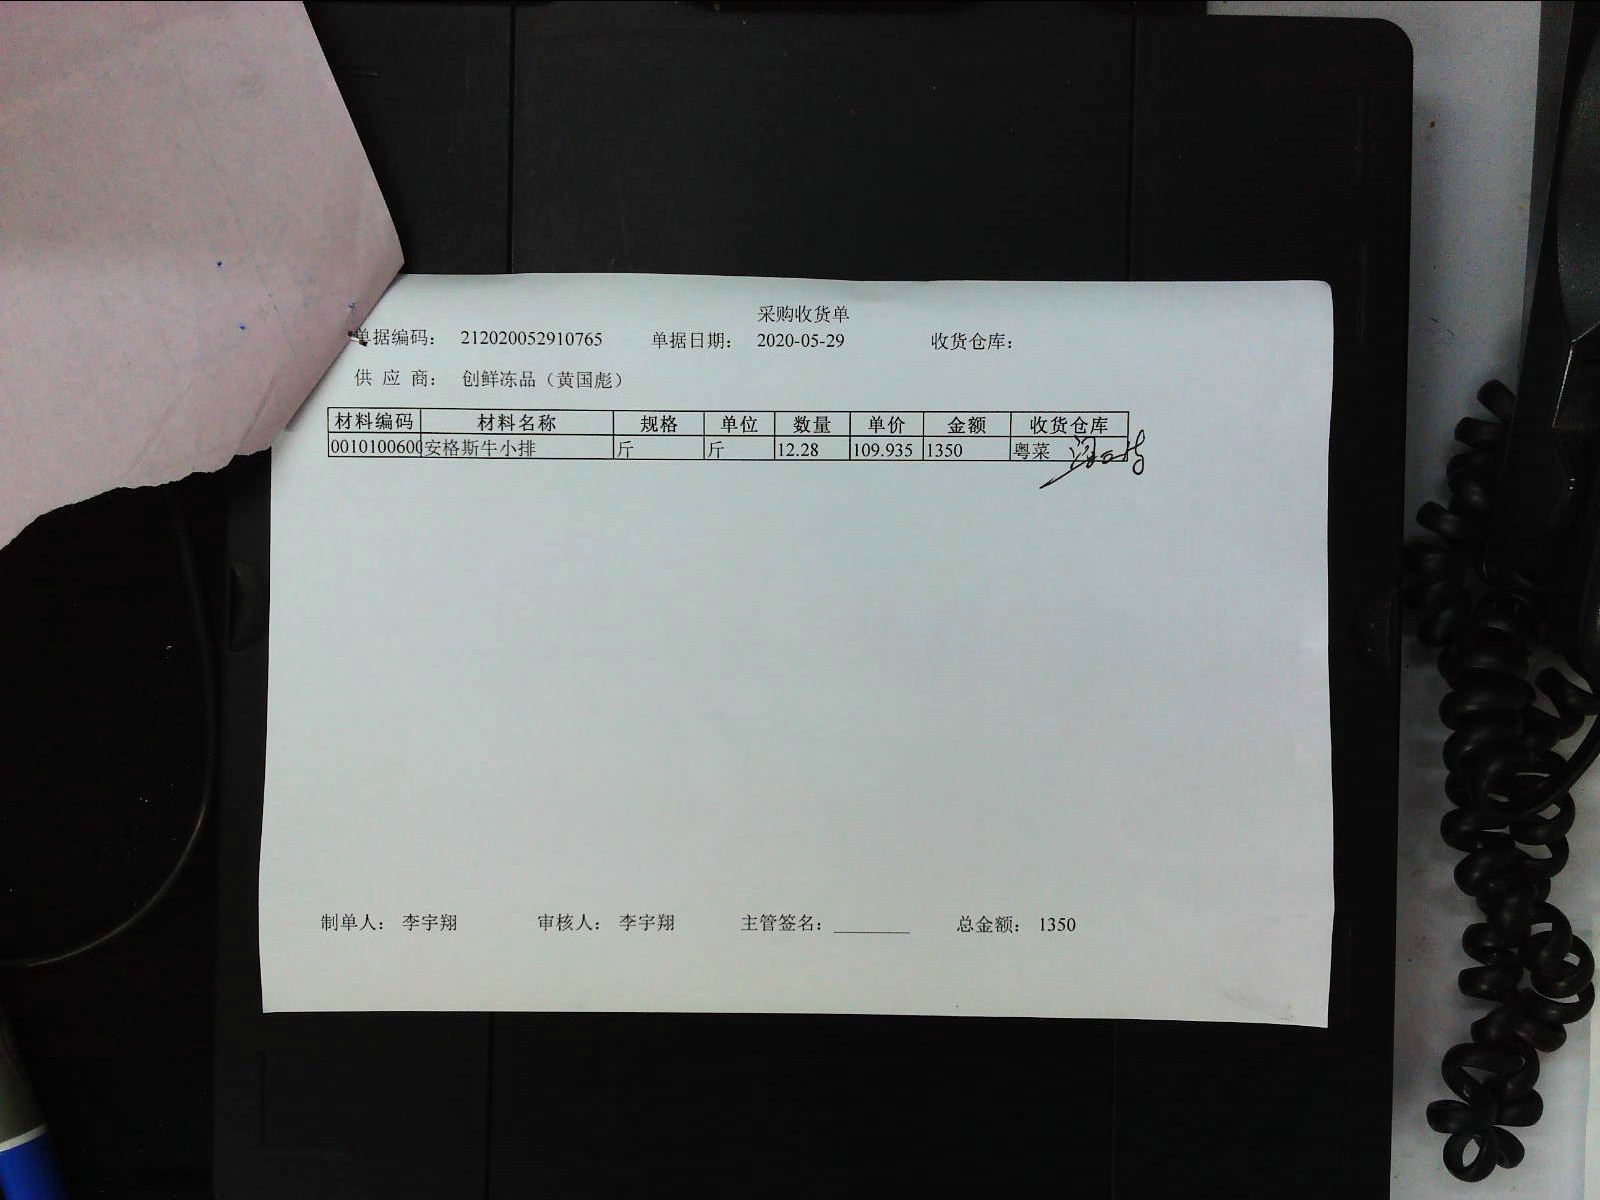 采购收货单
单据编码： 212020052910765 单据日期： 2020-05-29 收货仓库：
供 应 商： 创鲜冻品（黄国彪）
材料编码 材料名称 规格 单位 数量 单价 金额 收货仓库
0010100600 安格斯牛小排 斤 斤 12.28 109.935 1350 粤菜
制单人： 李宇翔 审核人： 李宇翔 主管签名： ________ 总金额： 1350